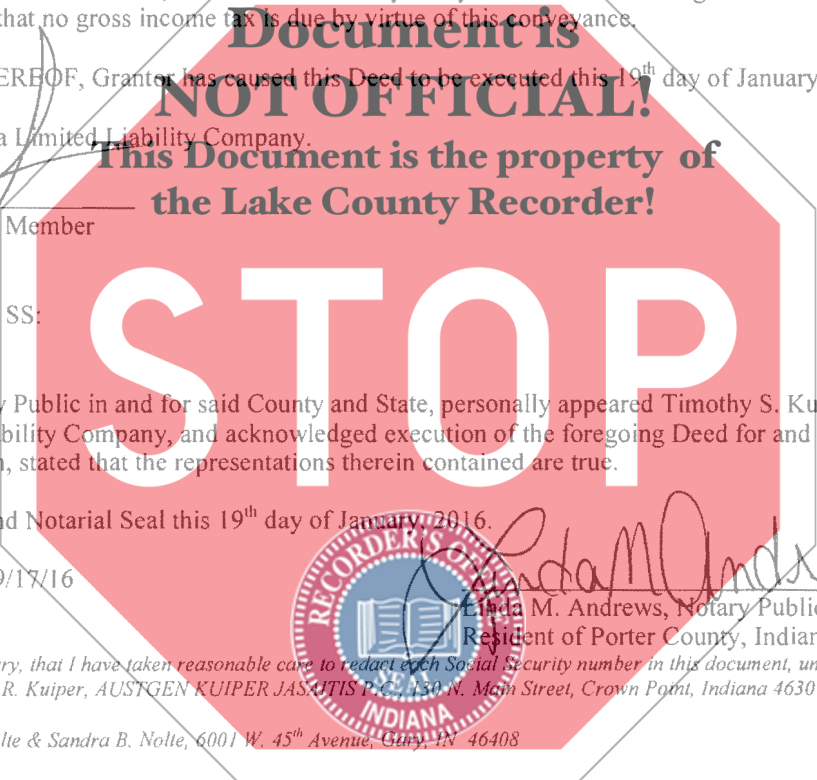 that no gross income tax is due by virtue of this conveyance.
Document is
EREOF, Grantor has caused this Deed to be executed this 19th day of January
NOT OFFICIAL!
a Limited Liability Company.
This Document is the property of
the Lake County Recorder!
Member
STOP
SS:
y Public in and for said County and State, personally appeared Timothy S. Ku
bility Company, and acknowledged execution of the foregoing Deed for and
n, stated that the representations therein contained are true.
nd Notarial Seal this 19th day of January, 2016.
RECORDER'S OFFICE
SEAL
INDIANA
9/17/16
Linda M Andr
Linda M. Andrews, Notary Public
Resident of Porter County, Indian
ry, that I have taken reasonable care to redact each Social Security number in this document, un
R. Kuiper, AUSTGEN KUIPER JASAITIS P.C., 130 N. Main Street, Crown Point, Indiana 4630
lte & Sandra B. Nolte, 6001 W. 45th Avenue, Gary, IN 46408